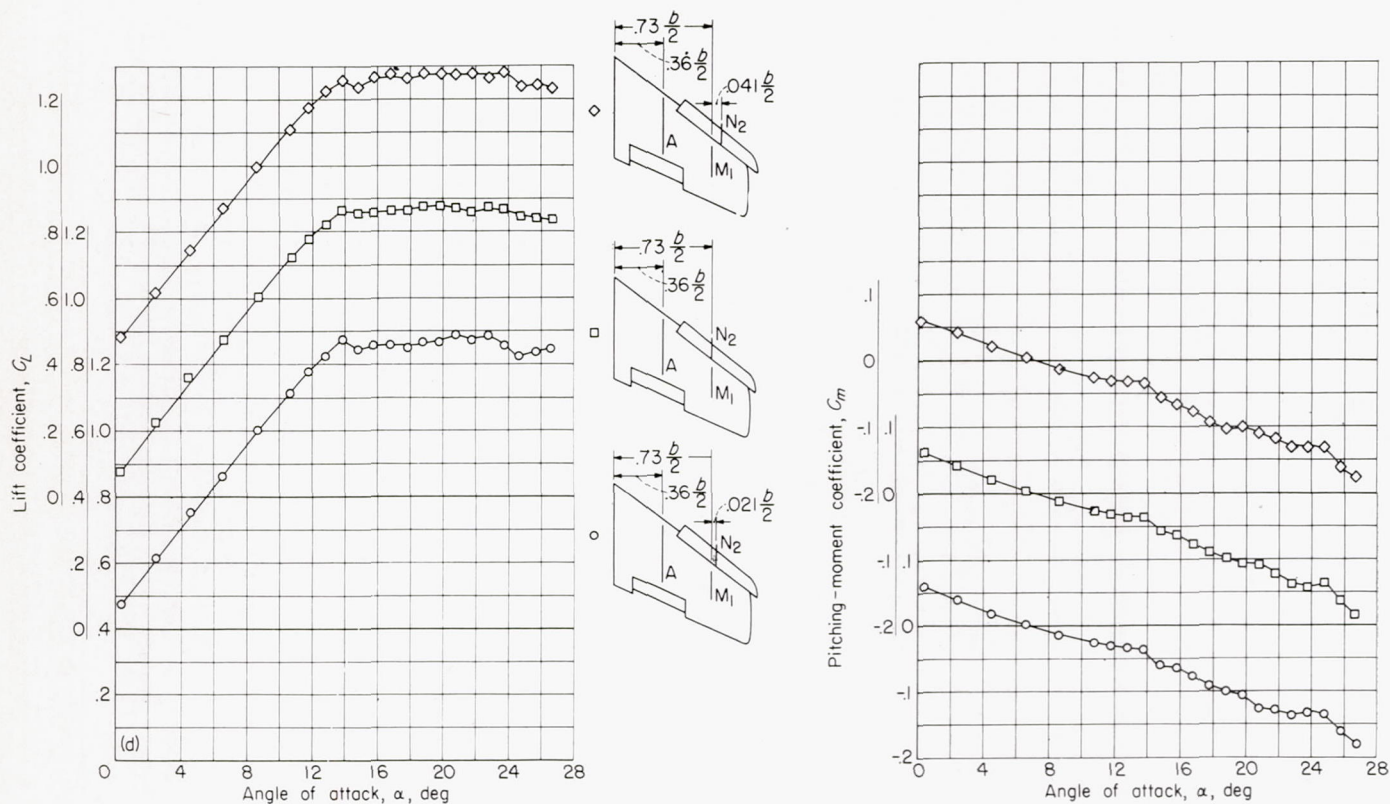 Lift coefficient, C_L
1.2
1.0
.8 1.2
.6 1.0
.4 .8 1.2
.2 .6 1.0
0 .4 .8
.2 .6
0 .4
.2
0
(d)
0 4 8 12 16 20 24 28
Angle of attack, α, deg
.73 b/2
.36 b/2
.041 b/2
N2
A
M1
.73 b/2
.36 b/2
N2
A
M1
.73 b/2
.36 b/2
.021 b/2
N2
A
M1
Pitching-moment coefficient, C_m
.1
0
-.1 .1
-.2 0
-.1 .1
-.2 0
-.1
-.2
0 4 8 12 16 20 24 28
Angle of attack, α, deg